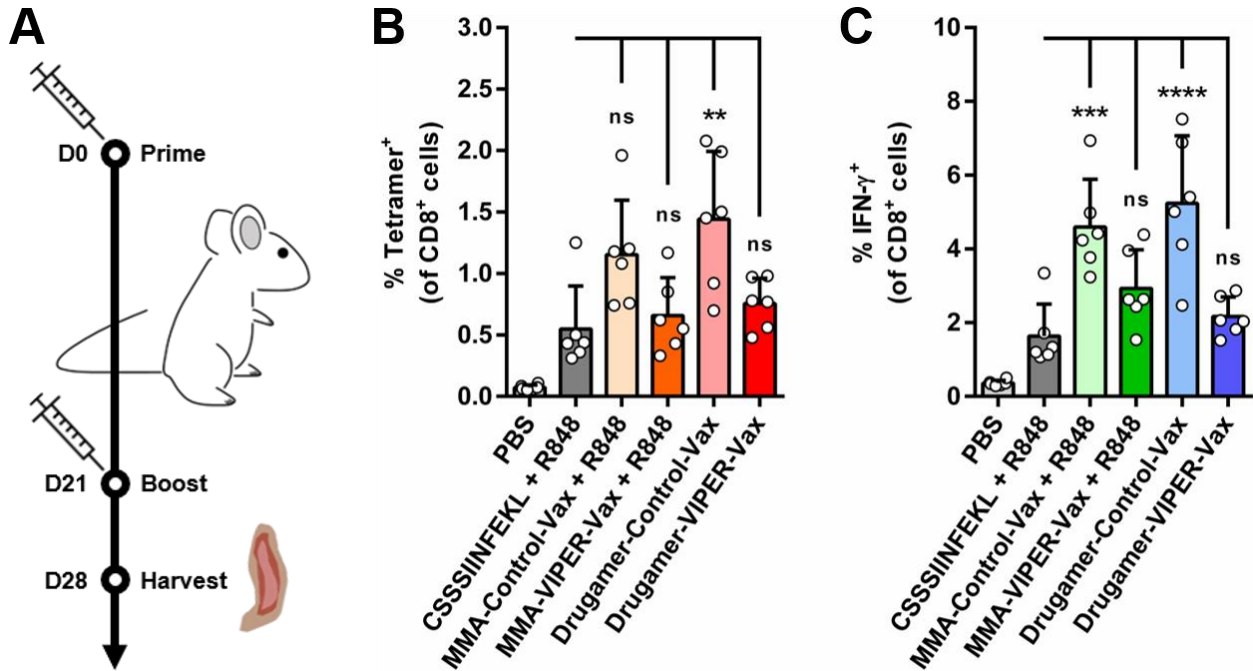 A
D0
Prime
D21
Boost
D28
Harvest
B
% Tetramer⁺
(of CD8⁺ cells)
3.0
2.5
2.0
1.5
1.0
0.5
0.0
ns
ns
**
ns
PBS
CSSSIINFEKL + R848
MMA-Control-Vax + R848
MMA-VIPER-Vax + R848
Drugamer-Control-Vax
Drugamer-VIPER-Vax
C
% IFN-γ⁺
(of CD8⁺ cells)
10
8
6
4
2
0
***
ns
****
ns
PBS
CSSSIINFEKL + R848
MMA-Control-Vax + R848
MMA-VIPER-Vax + R848
Drugamer-Control-Vax
Drugamer-VIPER-Vax